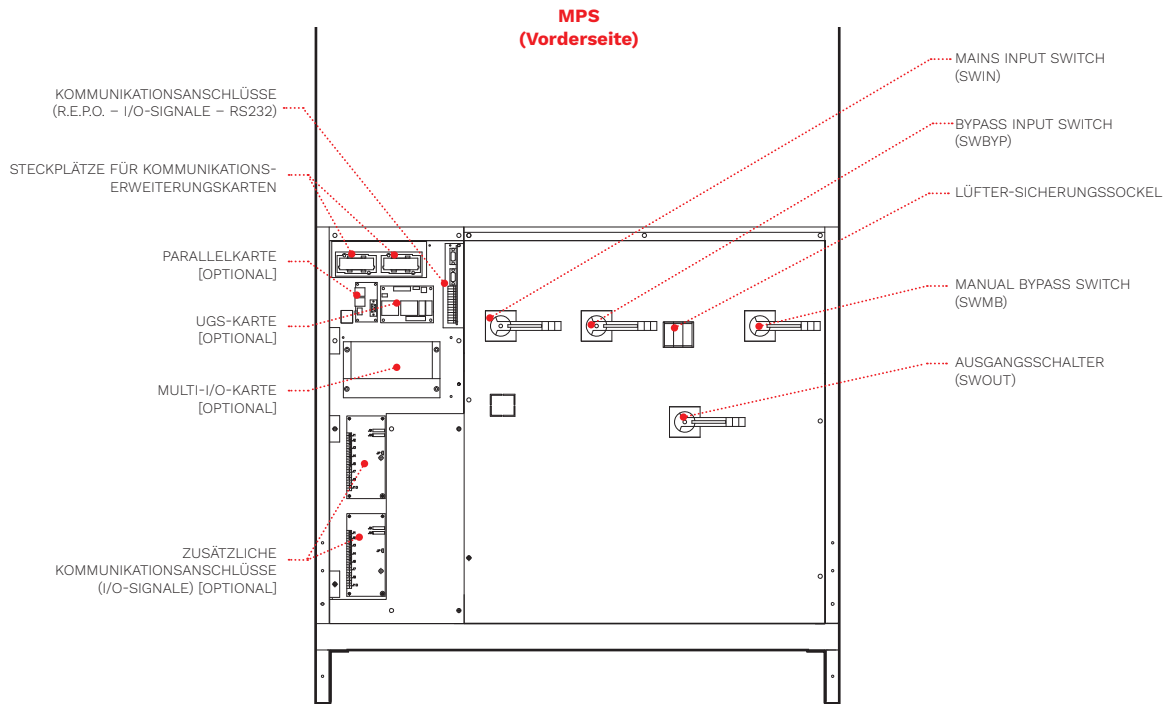 MPS
(Vorderseite)
KOMMUNIKATIONSANSCHLÜSSE
(R.E.P.O. – I/O-SIGNALE – RS232)
STECKPLÄTZE FÜR KOMMUNIKATIONS-
ERWEITERUNGSKARTEN
PARALLELKARTE
[OPTIONAL]
UGS-KARTE
[OPTIONAL]
MULTI-I/O-KARTE
[OPTIONAL]
ZUSÄTZLICHE
KOMMUNIKATIONSANSCHLÜSSE
(I/O-SIGNALE) [OPTIONAL]
MAINS INPUT SWITCH
(SWIN)
BYPASS INPUT SWITCH
(SWBYP)
LÜFTER-SICHERUNGSSOCKEL
MANUAL BYPASS SWITCH
(SWMB)
AUSGANGSSCHALTER
(SWOUT)